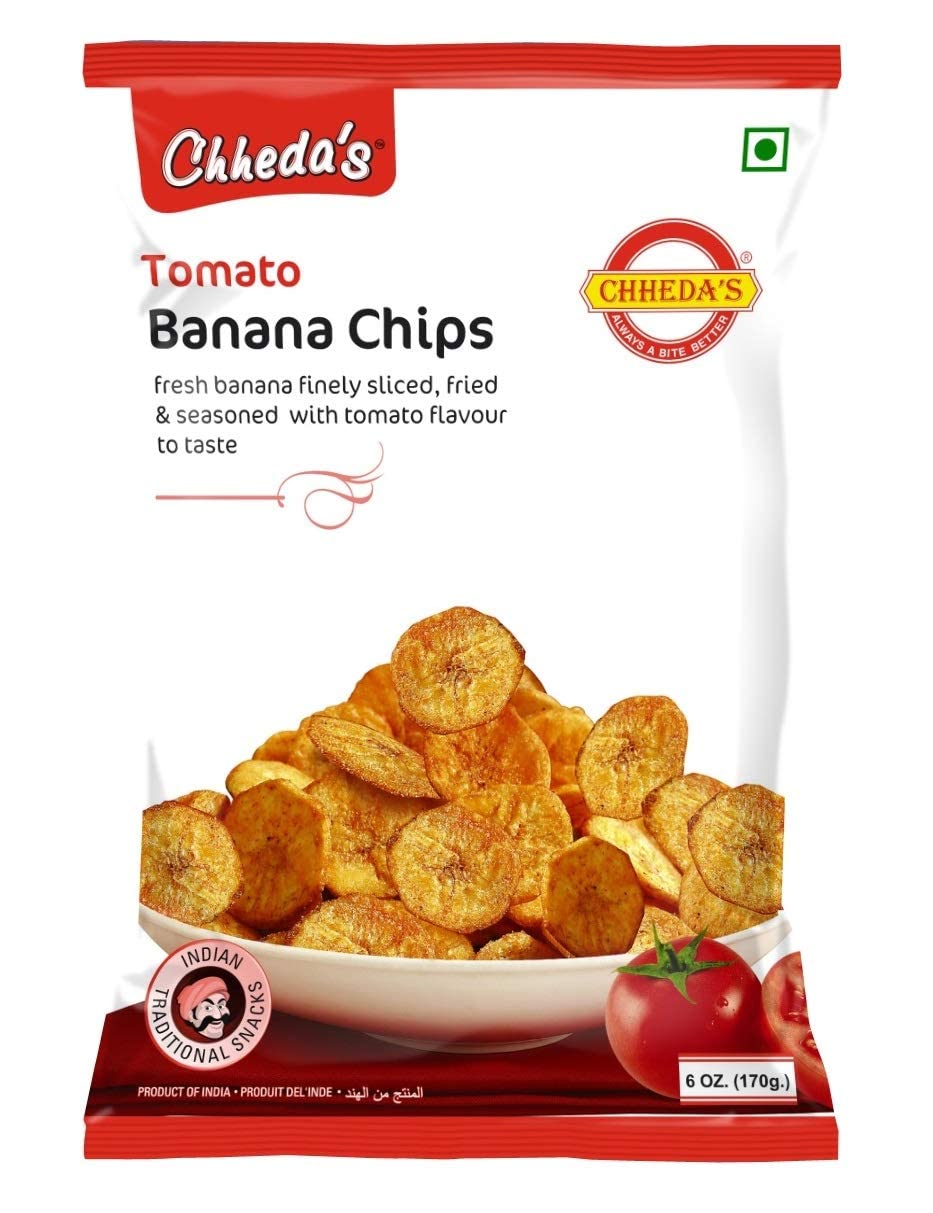 Chheda's™
Tomato
Banana Chips
fresh banana finely sliced, fried
& seasoned with tomato flavour
to taste
CHHEDA'S®
ALWAYS A BITE BETTER
INDIAN
TRADITIONAL SNACKS
PRODUCT OF INDIA • PRODUIT DEL'INDE • المنتج من الهند
6 OZ. (170g.)